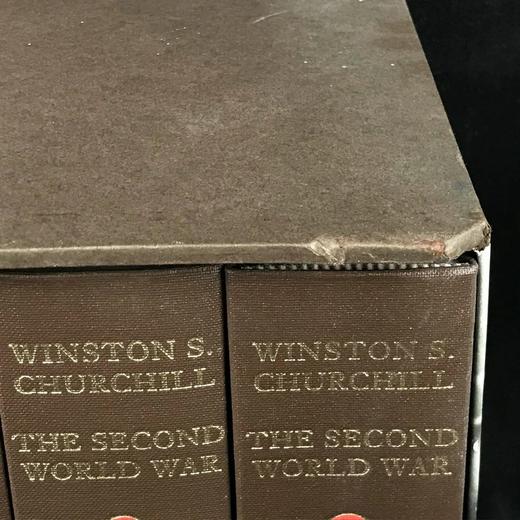 WINSTON S.
CHURCHILL
THE SECOND
WORLD WAR
WINSTON S.
CHURCHILL
THE SECOND
WORLD WAR